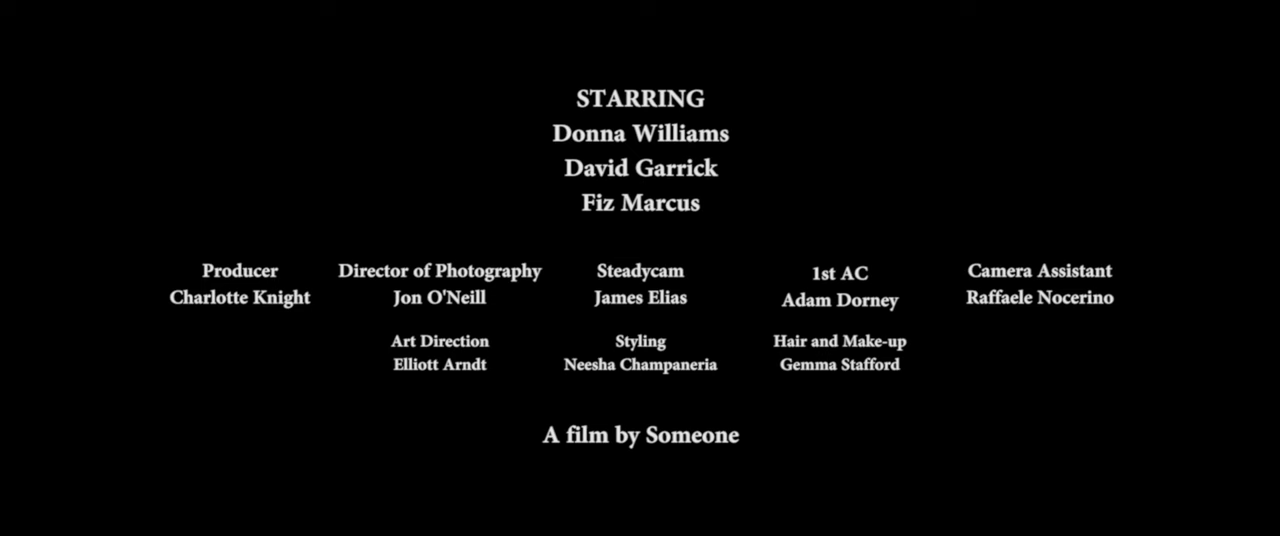 STARRING
Donna Williams
David Garrick
Fiz Marcus
Producer
Charlotte Knight
Director of Photography
Jon O'Neill
Steadycam
James Elias
1st AC
Adam Dorney
Camera Assistant
Raffaele Nocerino
Art Direction
Elliott Arndt
Styling
Neesha Champaneria
Hair and Make-up
Gemma Stafford
A film by Someone